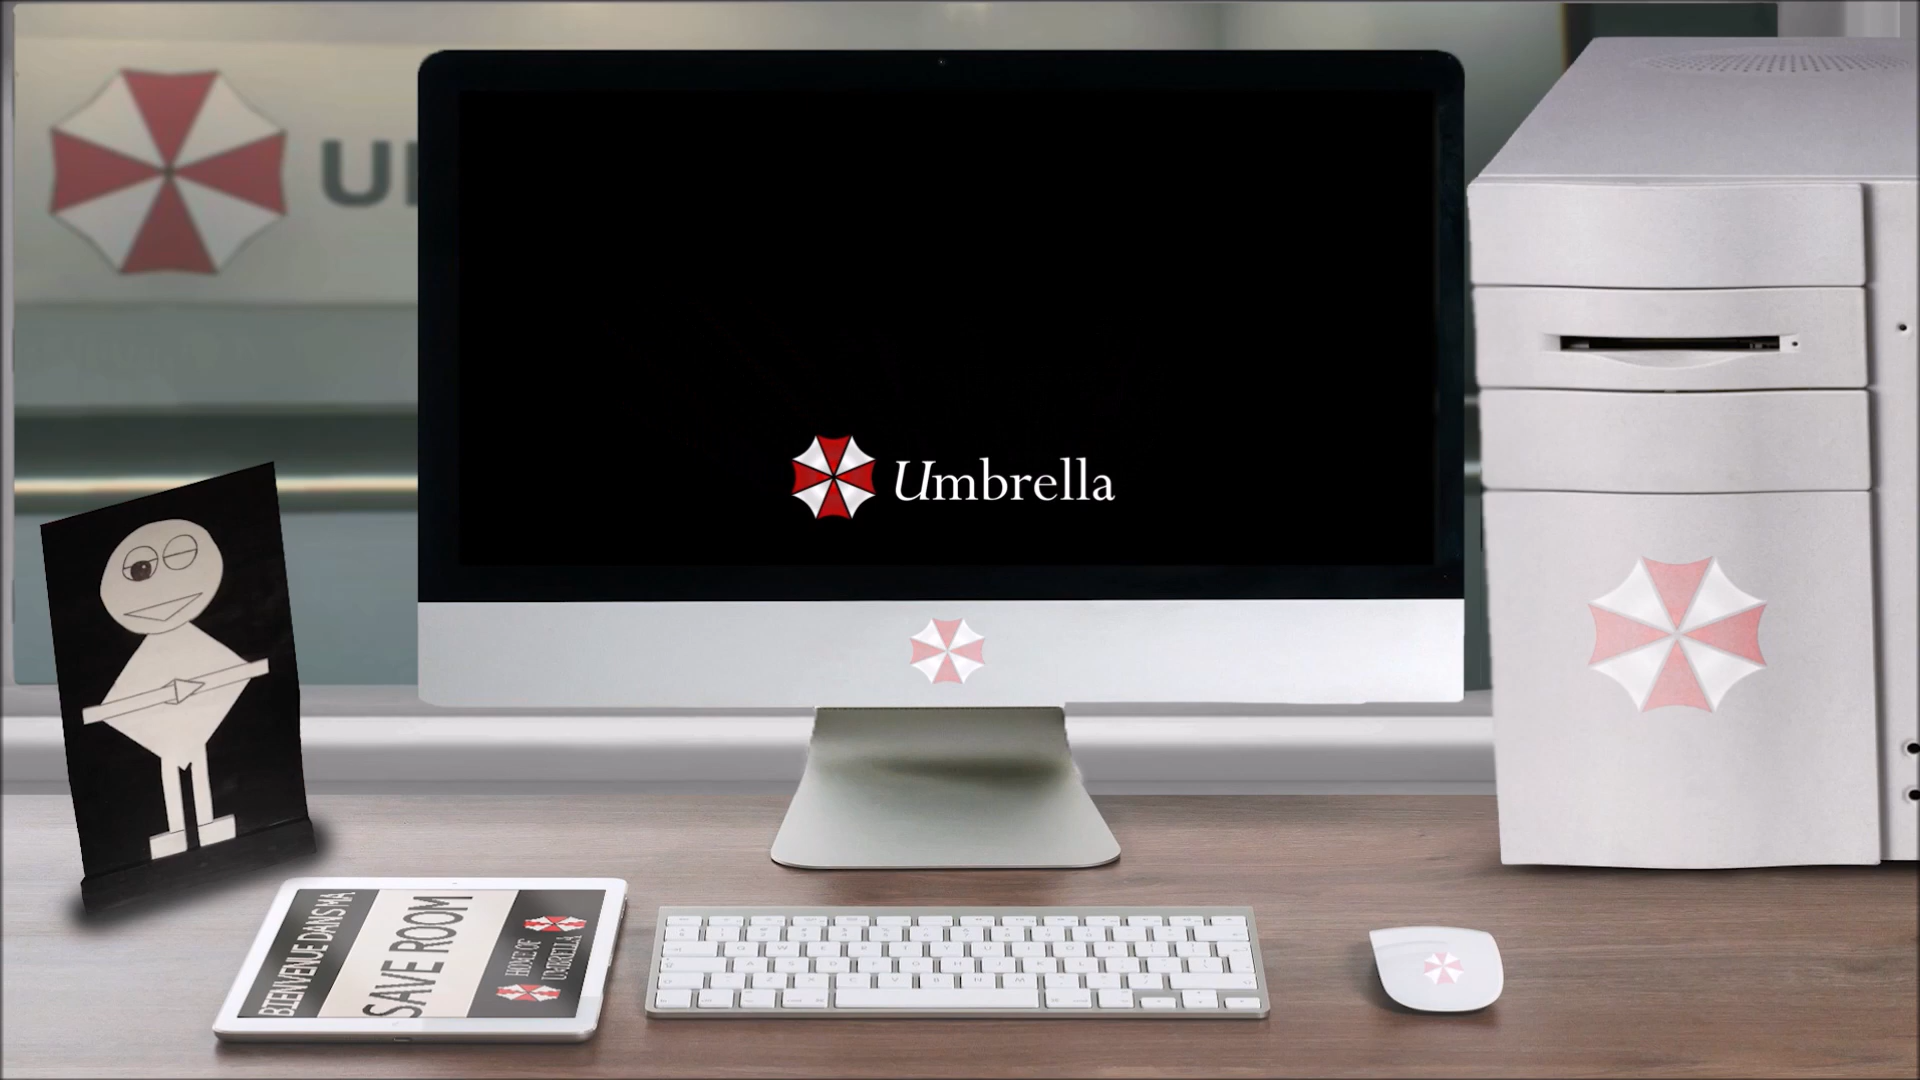 U
Umbrella
BIENVENUE DANS MA
SAVE ROOM
HOME OF
UMBRELLA